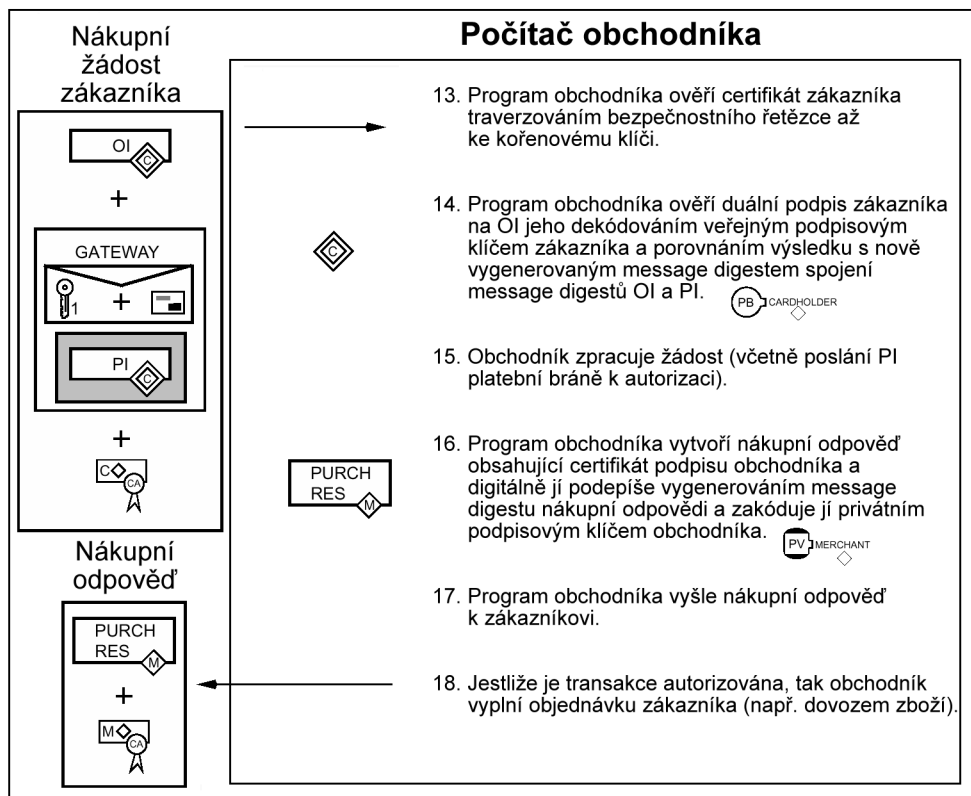 Počítač obchodníka
Nákupní
žádost
zákazníka
OI
C
+
GATEWAY
1
+
PI
C
+
C
CA
13. Program obchodníka ověří certifikát zákazníka
traverzováním bezpečnostního řetězce až
ke kořenovému klíči.
C
14. Program obchodníka ověří duální podpis zákazníka
na OI jeho dekódováním veřejným podpisovým
klíčem zákazníka a porovnáním výsledku s nově
vygenerovaným message digestem spojení
message digestů OI a PI.
PB CARDHOLDER
15. Obchodník zpracuje žádost (včetně poslání PI
platební bráně k autorizaci).
PURCH
RES
M
16. Program obchodníka vytvoří nákupní odpověď
obsahující certifikát podpisu obchodníka a
digitálně jí podepíše vygenerováním message
digestu nákupní odpovědi a zakóduje jí privátním
podpisovým klíčem obchodníka.
PV MERCHANT
Nákupní
odpověď
PURCH
RES
M
+
M
CA
17. Program obchodníka vyšle nákupní odpověď
k zákazníkovi.
18. Jestliže je transakce autorizována, tak obchodník
vyplní objednávku zákazníka (např. dovozem zboží).